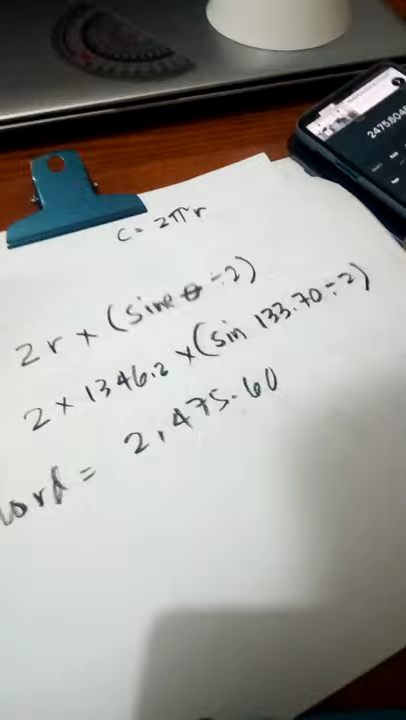 C = 2πr
2r × (sine θ ÷ 2)
2 × 1346.2 × (sin 133.70 ÷ 2)
2,475.60
ord =